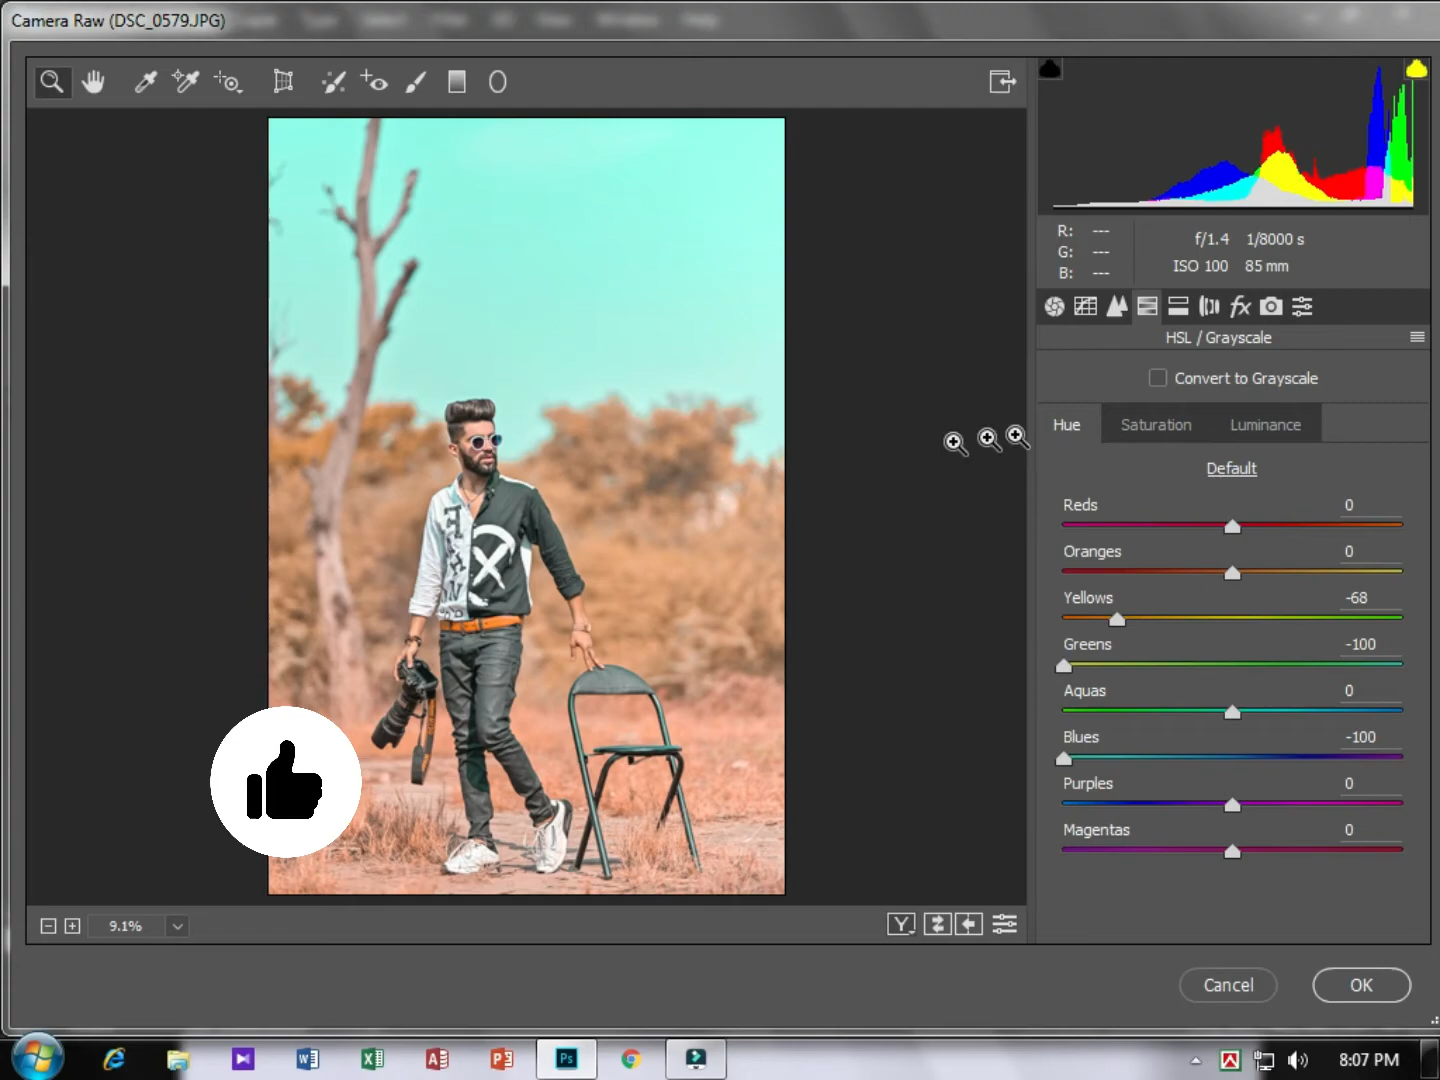 Camera Raw (DSC_0579.JPG)
R: ---
G: ---
B: ---
f/1.4 1/8000 s
ISO 100 85 mm
fx
HSL / Grayscale
Convert to Grayscale
Hue Saturation Luminance
Default
Reds 0
Oranges 0
Yellows -68
Greens -100
Aquas 0
Blues -100
Purples 0
Magentas 0
9.1%
Y
Cancel OK
Ps
8:07 PM